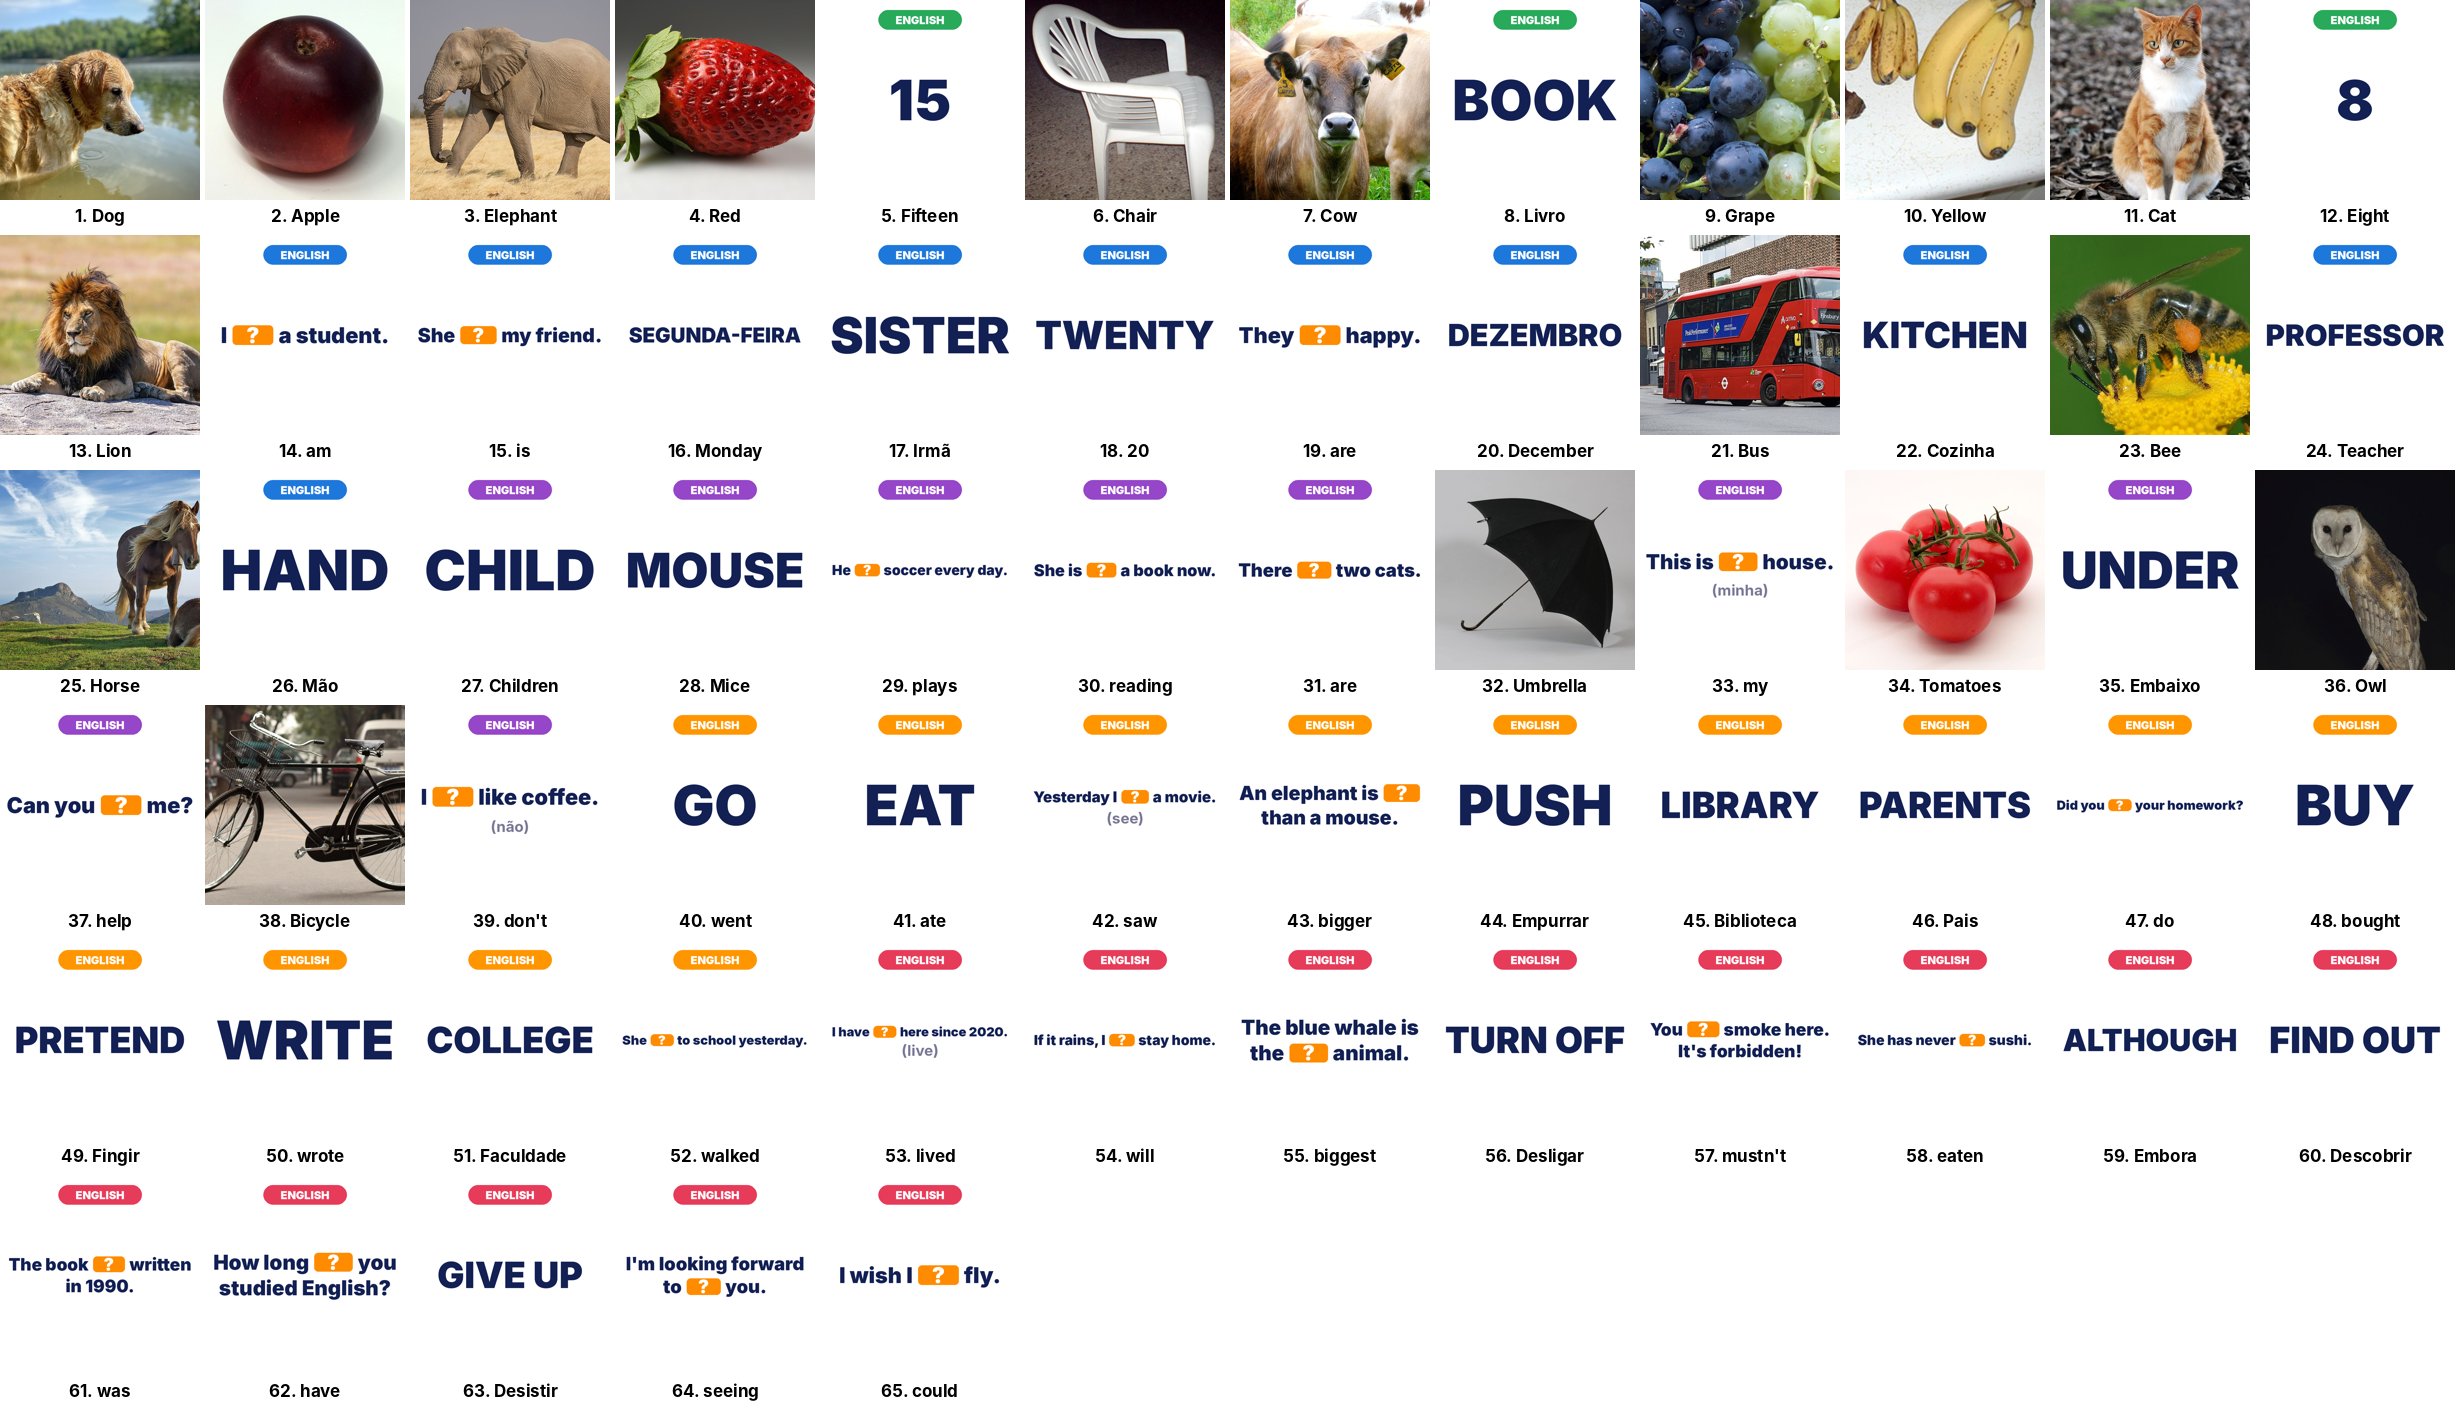 ENGLISH
ENGLISH
ENGLISH
15
BOOK
8
1. Dog
2. Apple
3. Elephant
4. Red
5. Fifteen
6. Chair
7. Cow
8. Livro
9. Grape
10. Yellow
11. Cat
12. Eight
ENGLISH
ENGLISH
ENGLISH
ENGLISH
ENGLISH
ENGLISH
ENGLISH
ENGLISH
ENGLISH
I ? a student.
She ? my friend.
SEGUNDA-FEIRA
SISTER
TWENTY
They ? happy.
DEZEMBRO
KITCHEN
PROFESSOR
13. Lion
14. am
15. is
16. Monday
17. Irmã
18. 20
19. are
20. December
21. Bus
22. Cozinha
23. Bee
24. Teacher
ENGLISH
ENGLISH
ENGLISH
ENGLISH
ENGLISH
ENGLISH
ENGLISH
ENGLISH
HAND
CHILD
MOUSE
He ? soccer every day.
She is ? a book now.
There ? two cats.
This is ? house.
(minha)
UNDER
25. Horse
26. Mão
27. Children
28. Mice
29. plays
30. reading
31. are
32. Umbrella
33. my
34. Tomatoes
35. Embaixo
36. Owl
ENGLISH
ENGLISH
ENGLISH
ENGLISH
ENGLISH
ENGLISH
ENGLISH
ENGLISH
ENGLISH
ENGLISH
ENGLISH
Can you ? me?
I ? like coffee.
(não)
GO
EAT
Yesterday I ? a movie.
(see)
An elephant is ?
than a mouse.
PUSH
LIBRARY
PARENTS
Did you ? your homework?
BUY
37. help
38. Bicycle
39. don't
40. went
41. ate
42. saw
43. bigger
44. Empurrar
45. Biblioteca
46. Pais
47. do
48. bought
ENGLISH
ENGLISH
ENGLISH
ENGLISH
ENGLISH
ENGLISH
ENGLISH
ENGLISH
ENGLISH
ENGLISH
ENGLISH
ENGLISH
PRETEND
WRITE
COLLEGE
She ? to school yesterday.
I have ? here since 2020.
(live)
If it rains, I ? stay home.
The blue whale is
the ? animal.
TURN OFF
You ? smoke here.
It's forbidden!
She has never ? sushi.
ALTHOUGH
FIND OUT
49. Fingir
50. wrote
51. Faculdade
52. walked
53. lived
54. will
55. biggest
56. Desligar
57. mustn't
58. eaten
59. Embora
60. Descobrir
ENGLISH
ENGLISH
ENGLISH
ENGLISH
ENGLISH
The book ? written
in 1990.
How long ? you
studied English?
GIVE UP
I'm looking forward
to ? you.
I wish I ? fly.
61. was
62. have
63. Desistir
64. seeing
65. could